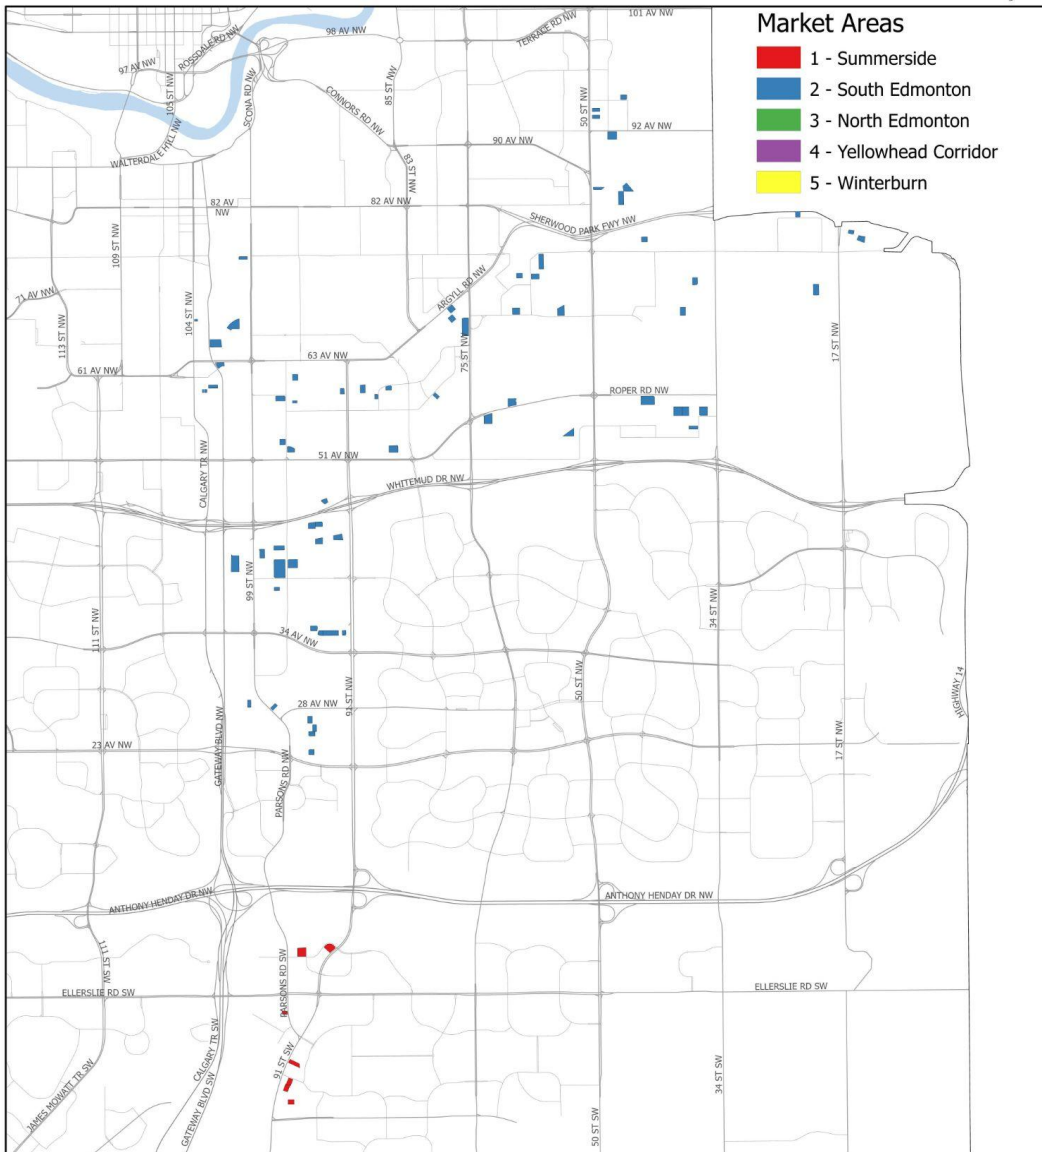 Market Areas
1 - Summerside
2 - South Edmonton
3 - North Edmonton
4 - Yellowhead Corridor
5 - Winterburn
101 AV NW
98 AV NW
TERRACE RD NW
ROSSDALE RD NW
97 AV NW
105 ST NW
SCONA RD NW
CONNORS RD NW
85 ST NW
50 ST NW
92 AV NW
90 AV NW
WALTERDALE HILL NW
83 ST NW
82 AV
NW
82 AV NW
SHERWOOD PARK FWY NW
109 ST NW
71 AV NW
104 ST NW
ARGYLL RD NW
113 ST NW
75 ST NW
17 ST NW
63 AV NW
61 AV NW
ROPER RD NW
51 AV NW
CALGARY TR NW
WHITEMUD DR NW
99 ST NW
111 ST NW
34 AV NW
34 ST NW
50 ST NW
91 ST NW
28 AV NW
HIGHWAY 14
23 AV NW
GATEWAY BLVD NW
PARSONS RD NW
17 ST NW
ANTHONY HENDAY DR NW
ANTHONY HENDAY DR NW
111 ST SW
PARSONS RD SW
ELLERSLIE RD SW
ELLERSLIE RD SW
CALGARY TR SW
91 ST SW
JAMES MOWATT TR SW
GATEWAY BLVD SW
50 ST SW
34 ST SW